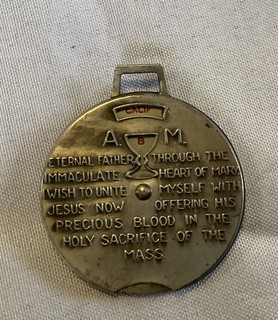 CALIF
A. B M.
ETERNAL FATHER THROUGH THE
IMMACULATE HEART OF MARY
I WISH TO UNITE MYSELF WITH
JESUS NOW OFFERING HIS
PRECIOUS BLOOD IN THE
HOLY SACRIFICE OF THE
MASS